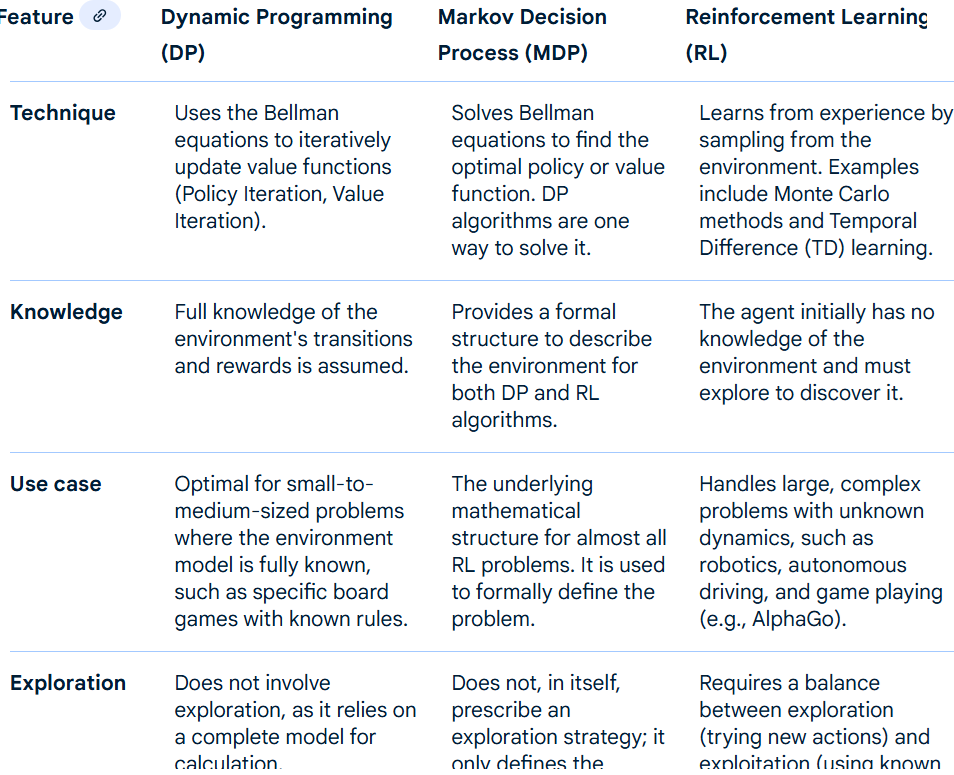 Feature
Dynamic Programming
(DP)
Markov Decision
Process (MDP)
Reinforcement Learning
(RL)
Technique
Uses the Bellman
equations to iteratively
update value functions
(Policy Iteration, Value
Iteration).
Solves Bellman
equations to find the
optimal policy or value
function. DP
algorithms are one
way to solve it.
Learns from experience by
sampling from the
environment. Examples
include Monte Carlo
methods and Temporal
Difference (TD) learning.
Knowledge
Full knowledge of the
environment's transitions
and rewards is assumed.
Provides a formal
structure to describe
the environment for
both DP and RL
algorithms.
The agent initially has no
knowledge of the
environment and must
explore to discover it.
Use case
Optimal for small-to-
medium-sized problems
where the environment
model is fully known,
such as specific board
games with known rules.
The underlying
mathematical
structure for almost all
RL problems. It is used
to formally define the
problem.
Handles large, complex
problems with unknown
dynamics, such as
robotics, autonomous
driving, and game playing
(e.g., AlphaGo).
Exploration
Does not involve
exploration, as it relies on
a complete model for
calculation.
Does not, in itself,
prescribe an
exploration strategy; it
only defines the
Requires a balance
between exploration
(trying new actions) and
exploitation (using known